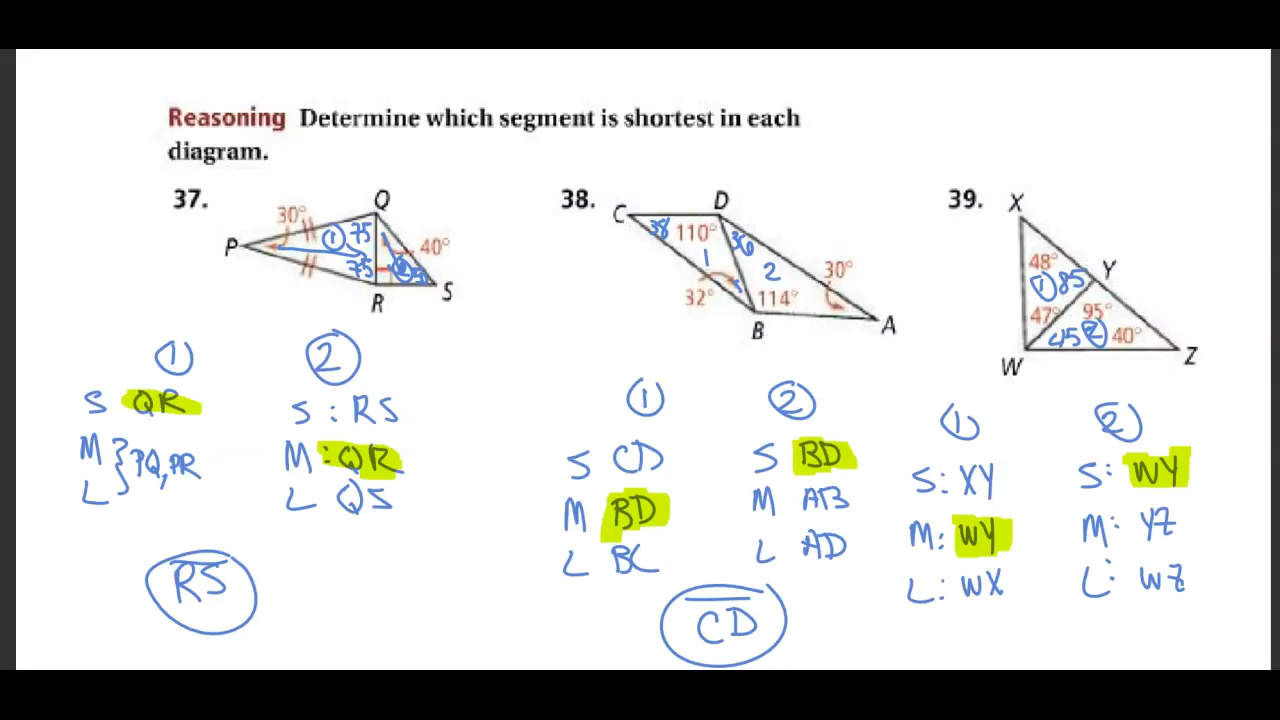 Reasoning Determine which segment is shortest in each
diagram.
37.
Q
30°
1
75
P
40°
75
2
50
R
S
38.
C
D
38
110°
36
1
2
30°
32°
114°
B
A
39.
X
48°
Y
1
85
47°
95°
45
2
40°
W
Z
1
S QR
M
L
PQ, PR
RS
2
S : RS
M : QR
L QS
1
S CD
M BD
L BC
2
S BD
M AB
L AD
CD
1
S: XY
M: WY
L: WX
2
S: WY
M: YZ
L: WZ